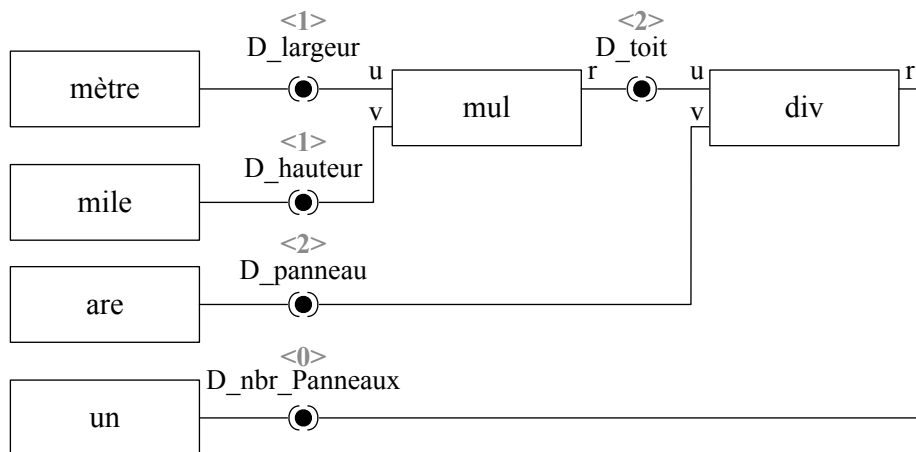 <1>
D_largeur
mètre
u
v
mul
r
<2>
D_toit
u
v
div
r
<1>
D_hauteur
mile
<2>
D_panneau
are
<0>
D_nbr_Panneaux
un